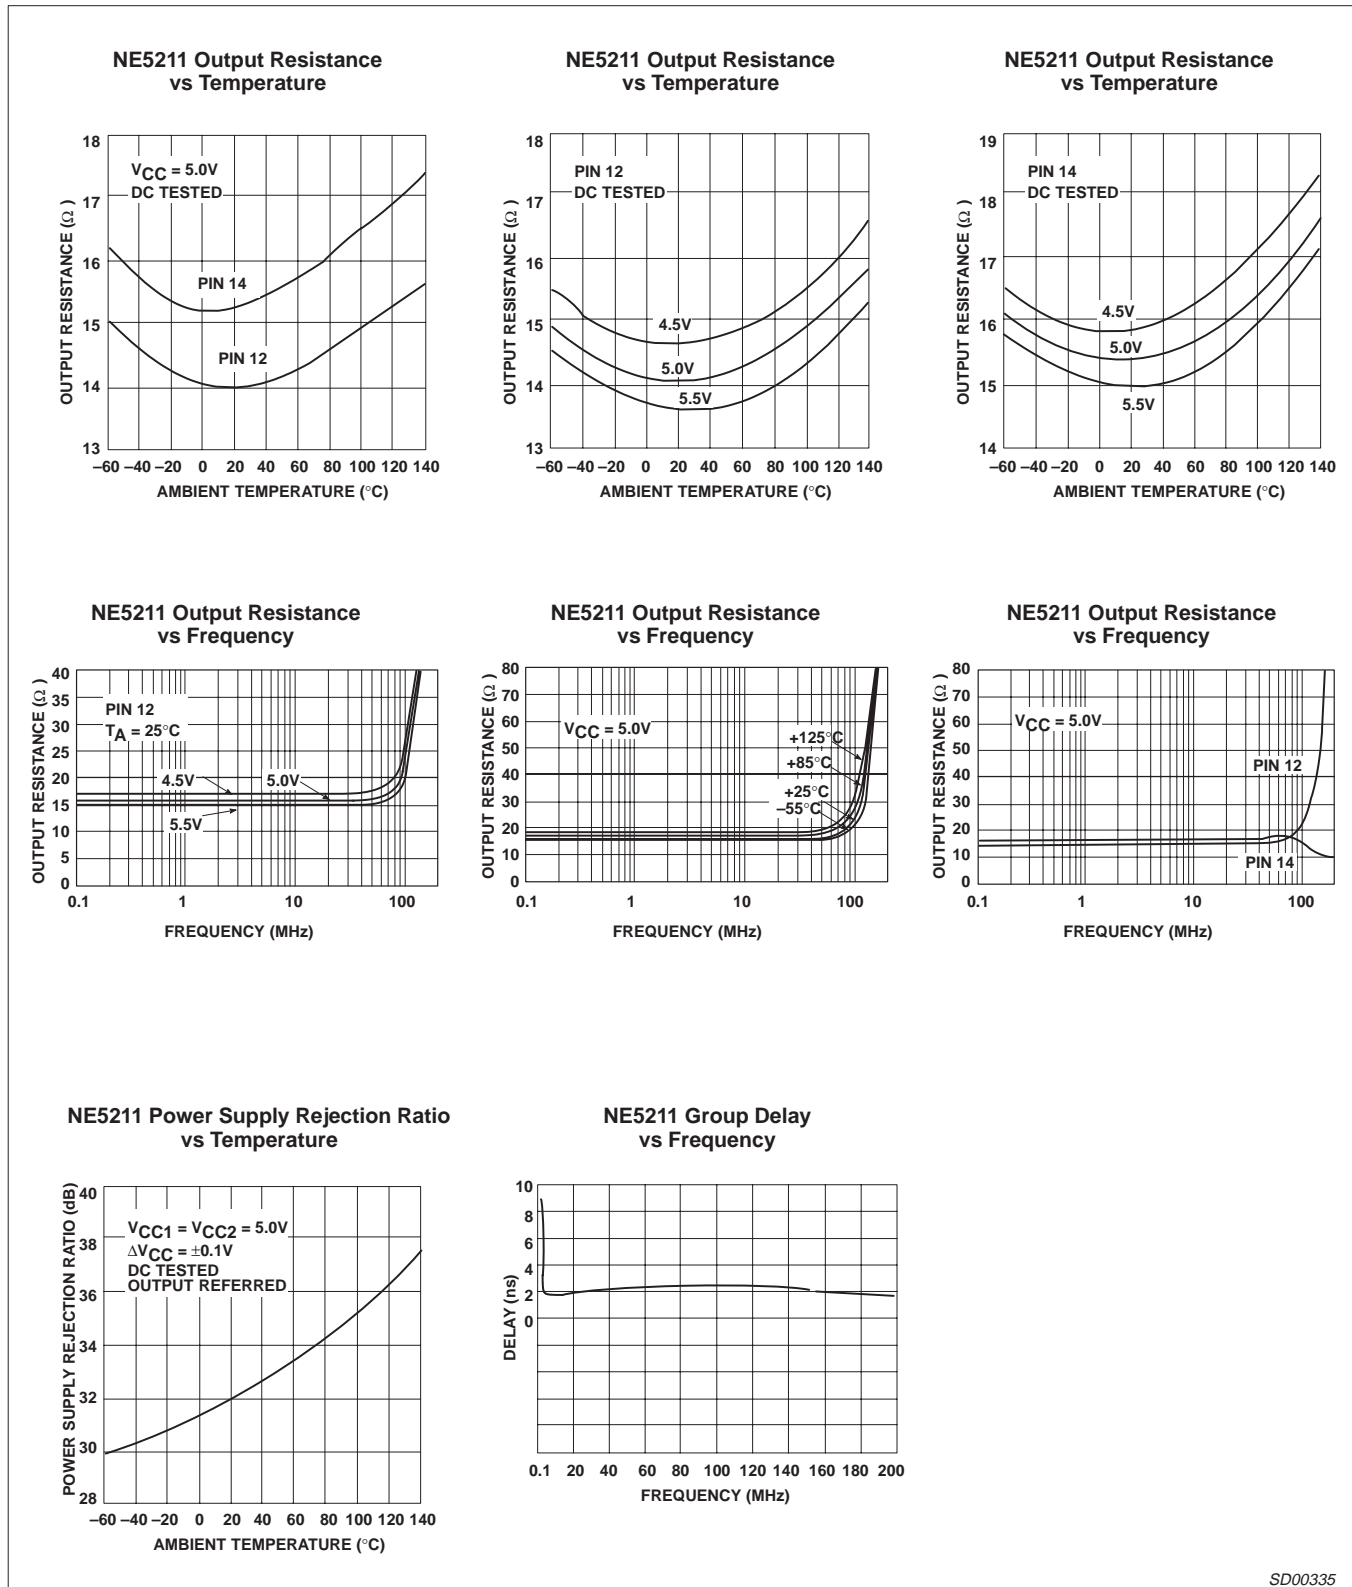 NE5211 Output Resistance
vs Temperature
18
17
16
15
14
13
OUTPUT RESISTANCE (Ω)
VCC = 5.0V
DC TESTED
PIN 14
PIN 12
–60 –40 –20 0 20 40 60 80 100 120 140
AMBIENT TEMPERATURE (°C)
NE5211 Output Resistance
vs Temperature
18
17
16
15
14
13
OUTPUT RESISTANCE (Ω)
PIN 12
DC TESTED
4.5V
5.0V
5.5V
–60 –40 –20 0 20 40 60 80 100 120 140
AMBIENT TEMPERATURE (°C)
NE5211 Output Resistance
vs Temperature
19
18
17
16
15
14
OUTPUT RESISTANCE (Ω)
PIN 14
DC TESTED
4.5V
5.0V
5.5V
–60 –40 –20 0 20 40 60 80 100 120 140
AMBIENT TEMPERATURE (°C)
NE5211 Output Resistance
vs Frequency
40
35
30
25
20
15
10
5
0
OUTPUT RESISTANCE (Ω)
PIN 12
TA = 25°C
4.5V 5.0V
5.5V
0.1 1 10 100
FREQUENCY (MHz)
NE5211 Output Resistance
vs Frequency
80
70
60
50
40
30
20
10
0
OUTPUT RESISTANCE (Ω)
VCC = 5.0V
+125°C
+85°C
+25°C
–55°C
0.1 1 10 100
FREQUENCY (MHz)
NE5211 Output Resistance
vs Frequency
80
70
60
50
40
30
20
10
0
OUTPUT RESISTANCE (Ω)
VCC = 5.0V
PIN 12
PIN 14
0.1 1 10 100
FREQUENCY (MHz)
NE5211 Power Supply Rejection Ratio
vs Temperature
40
38
36
34
32
30
28
POWER SUPPLY REJECTION RATIO (dB)
VCC1 = VCC2 = 5.0V
ΔVCC = ±0.1V
DC TESTED
OUTPUT REFERRED
–60 –40 –20 0 20 40 60 80 100 120 140
AMBIENT TEMPERATURE (°C)
NE5211 Group Delay
vs Frequency
10
8
6
4
2
0
DELAY (ns)
0.1 20 40 60 80 100 120 140 160 180 200
FREQUENCY (MHz)
SD00335